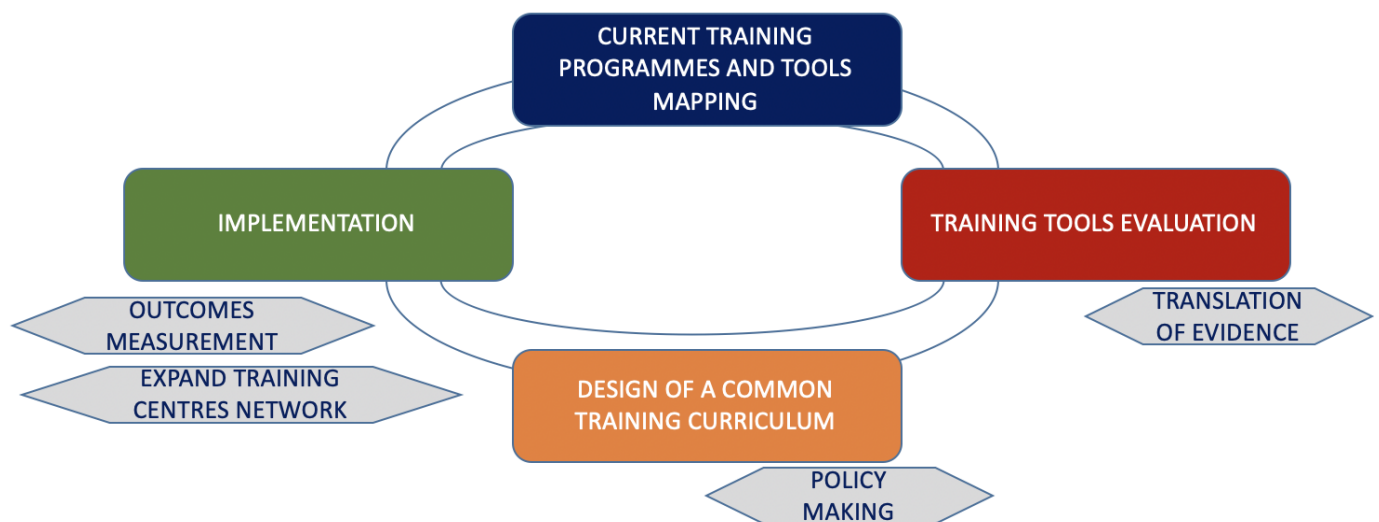 CURRENT TRAINING
PROGRAMMES AND TOOLS
MAPPING
IMPLEMENTATION
TRAINING TOOLS EVALUATION
OUTCOMES
MEASUREMENT
TRANSLATION
OF EVIDENCE
EXPAND TRAINING
CENTRES NETWORK
DESIGN OF A COMMON
TRAINING CURRICULUM
POLICY
MAKING